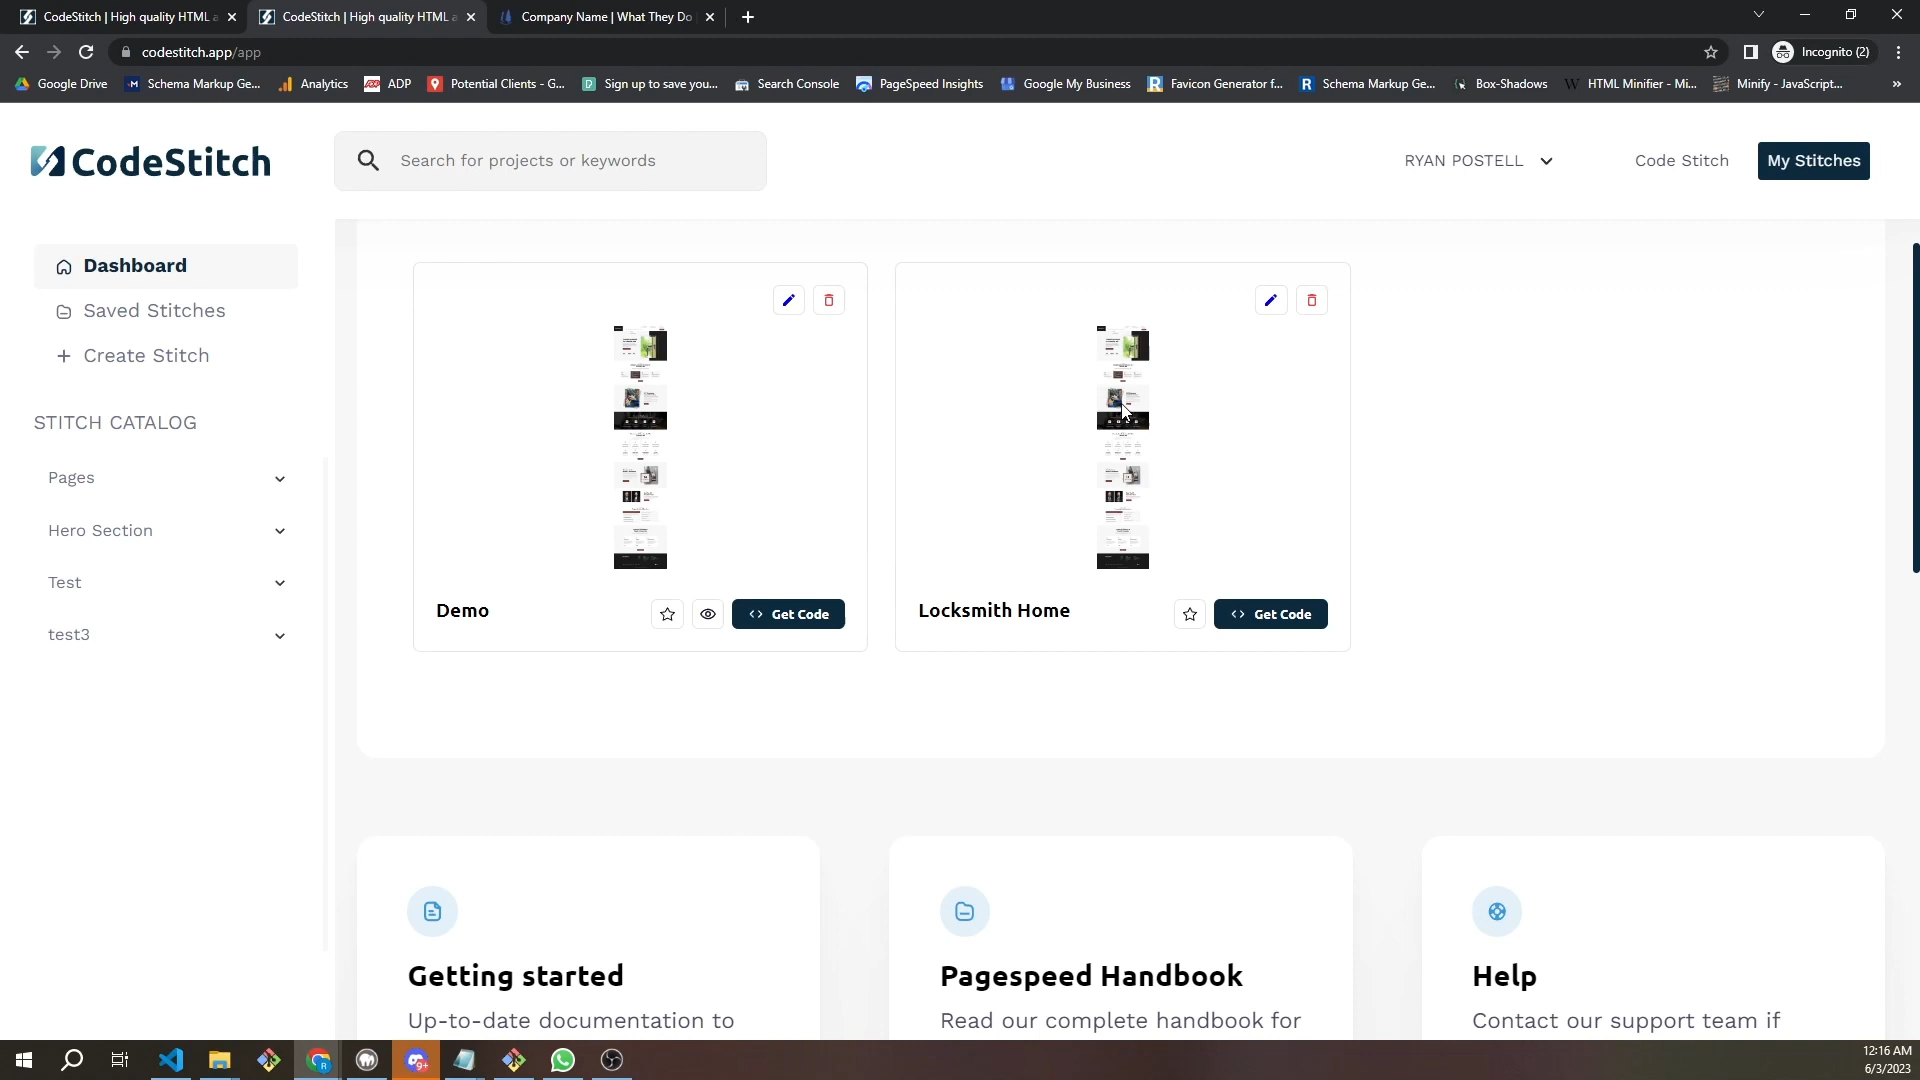 CodeStitch | High quality HTML a
CodeStitch | High quality HTML a
Company Name | What They Do
codestitch.app/app
Incognito (2)
Google Drive
Schema Markup Ge...
Analytics
ADP
Potential Clients - G...
Sign up to save you...
Search Console
PageSpeed Insights
Google My Business
Favicon Generator f...
Schema Markup Ge...
Box-Shadows
HTML Minifier - Mi...
Minify - JavaScript...
CodeStitch
Search for projects or keywords
RYAN POSTELL
Code Stitch
My Stitches
Dashboard
Saved Stitches
Create Stitch
STITCH CATALOG
Pages
Hero Section
Test
test3
Demo
Get Code
Locksmith Home
Get Code
Getting started
Up-to-date documentation to
Pagespeed Handbook
Read our complete handbook for
Help
Contact our support team if
12:16 AM
6/3/2023